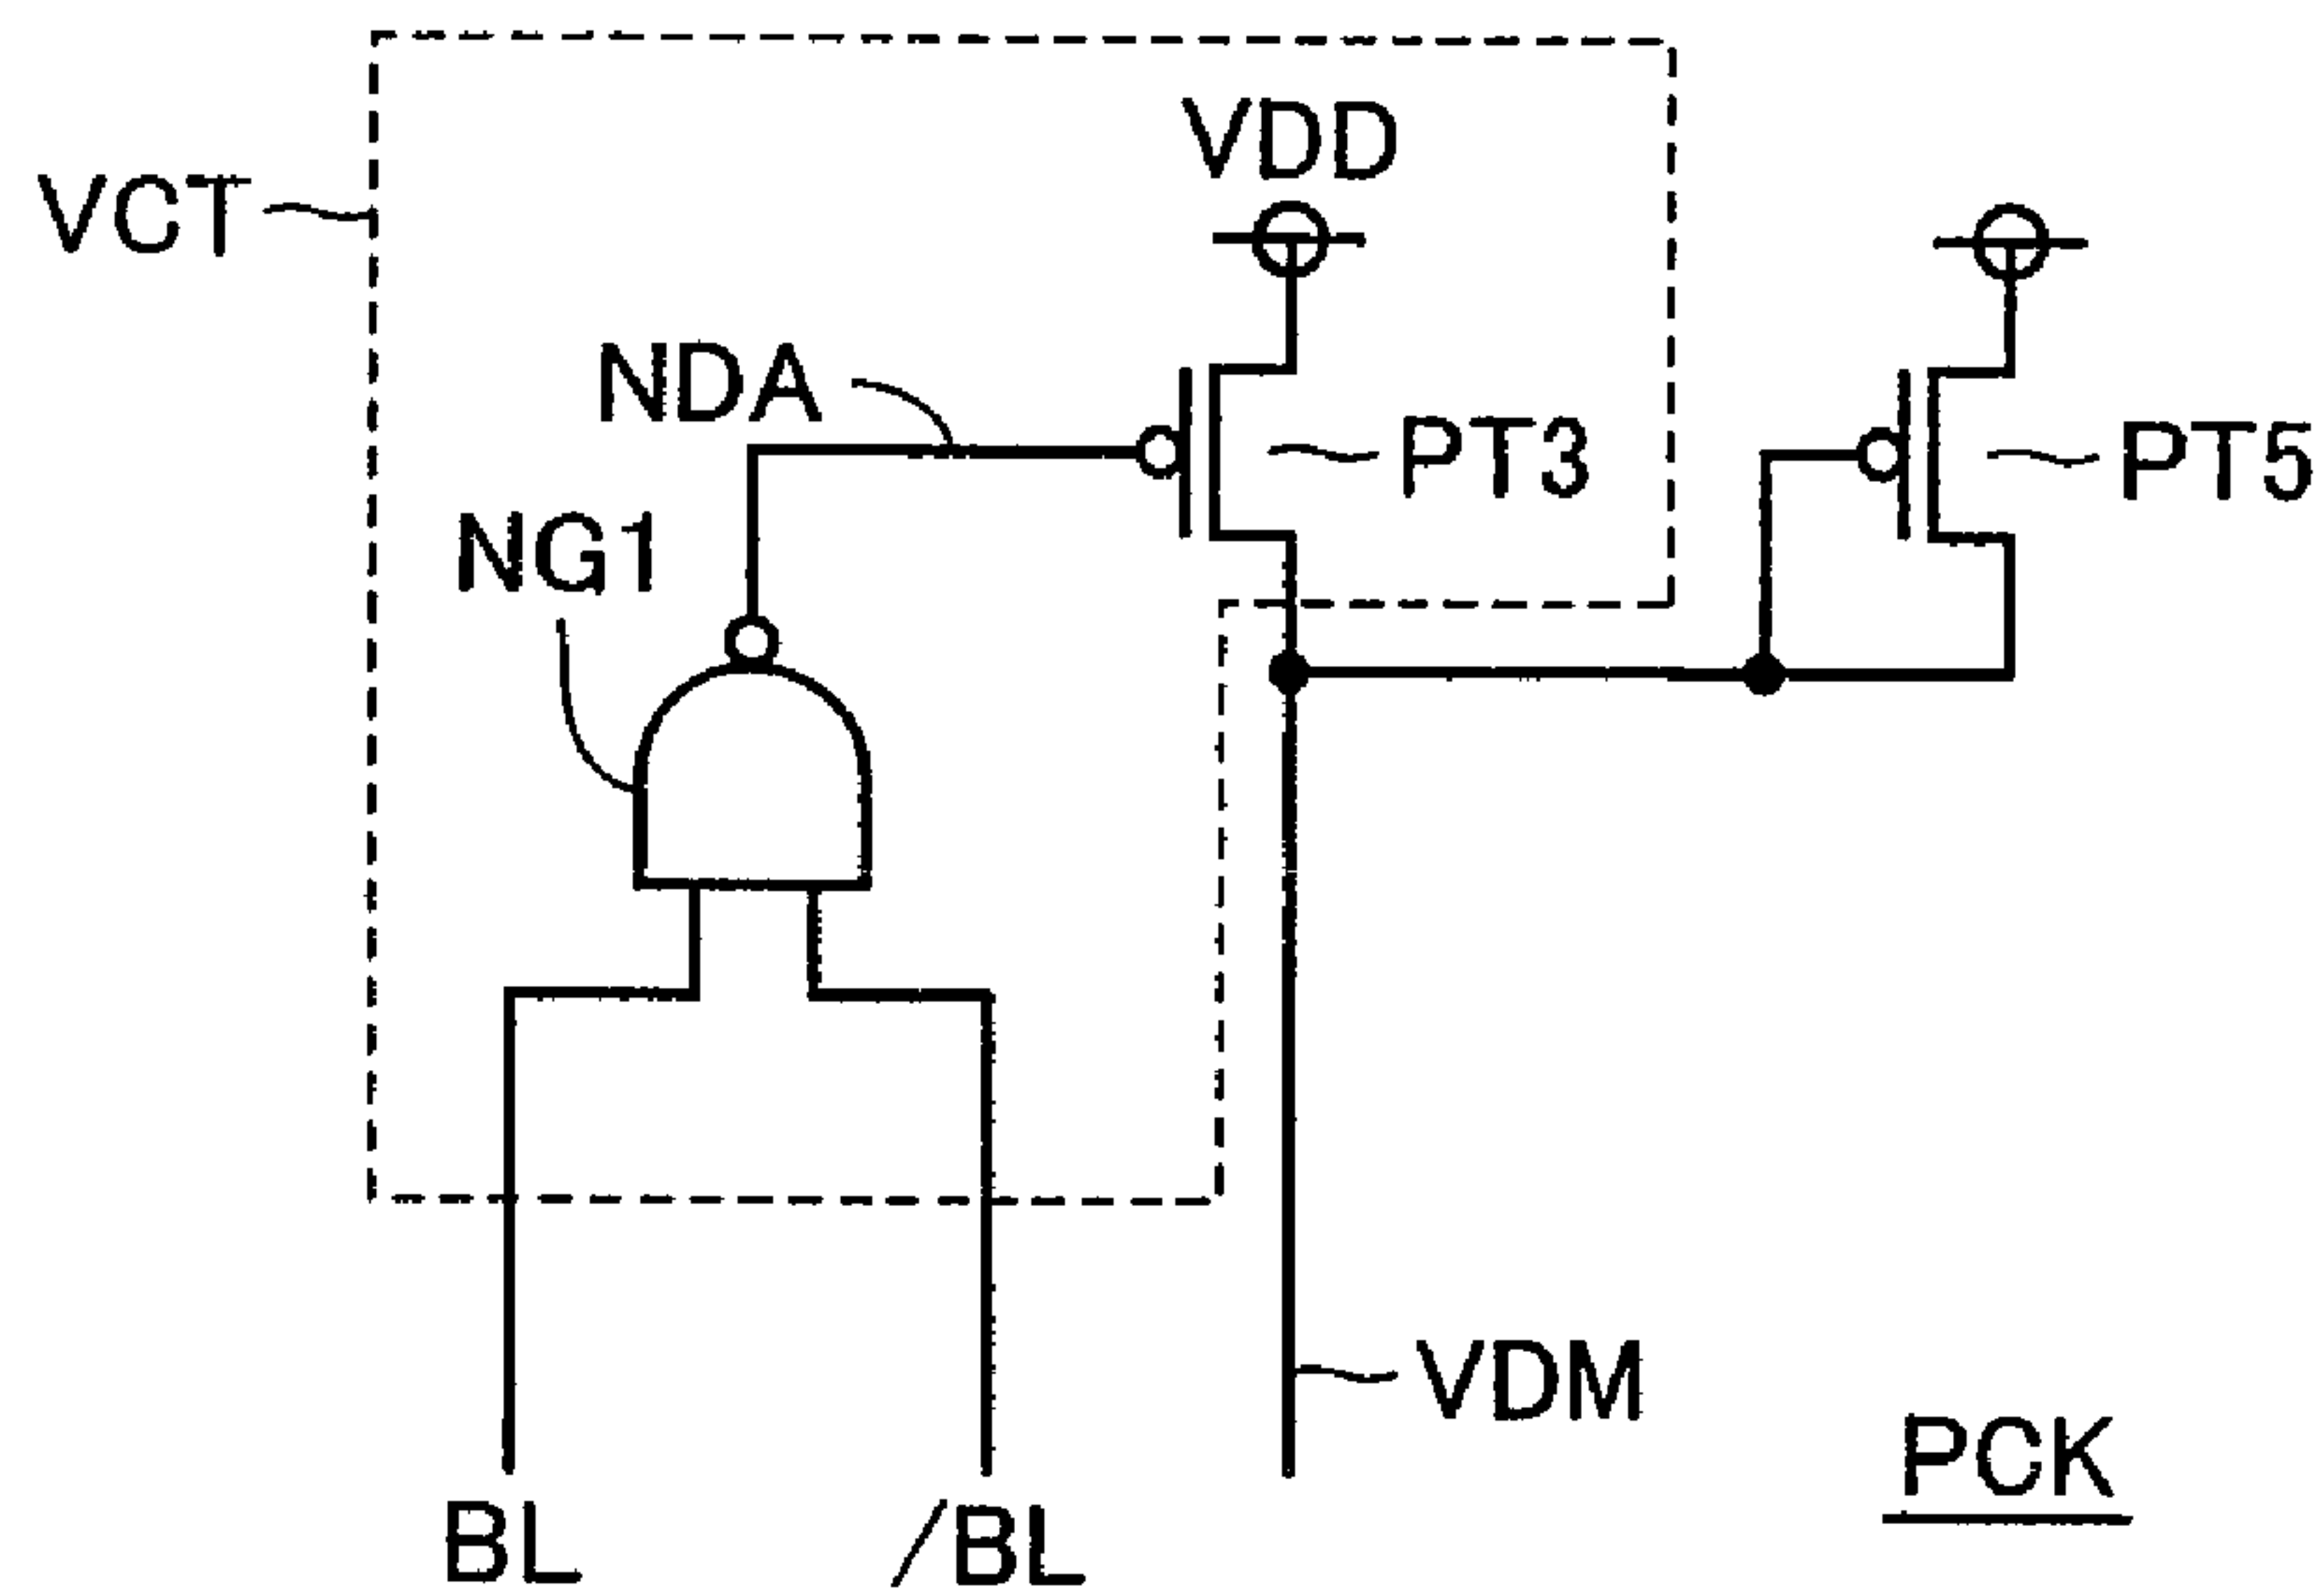 VDD
VCT
NDA
PT3
PT5
NG1
VDM
PCK
BL
/BL